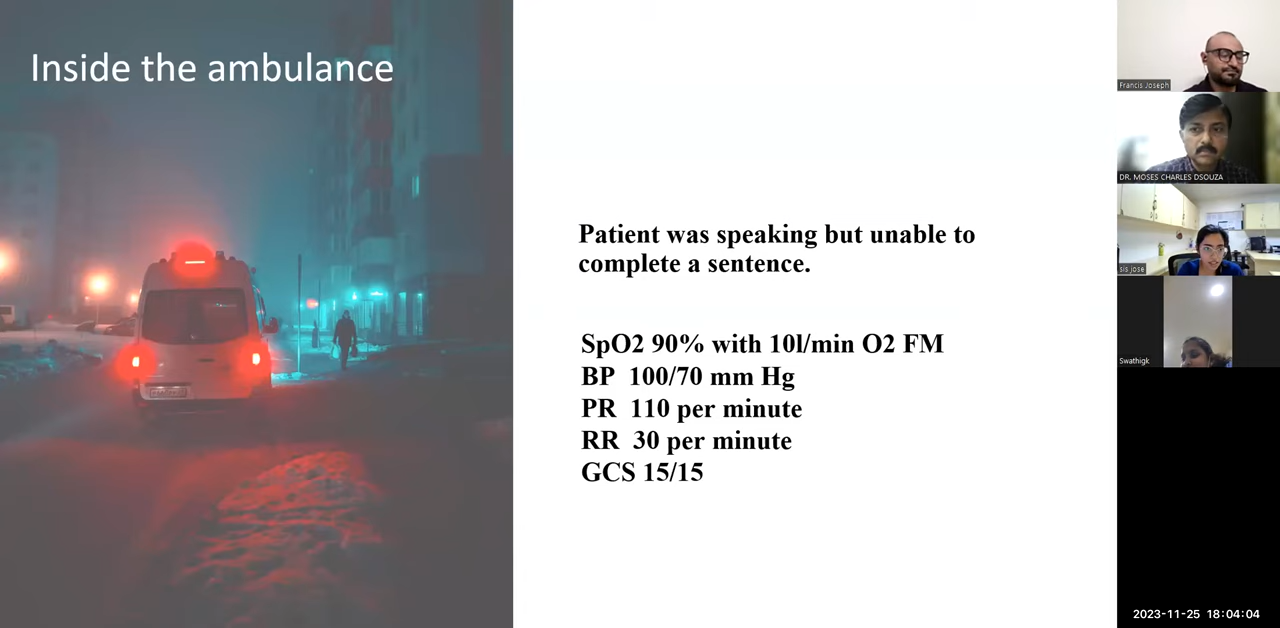 Inside the ambulance
Patient was speaking but unable to
complete a sentence.
SpO2 90% with 10l/min O2 FM
BP 100/70 mm Hg
PR 110 per minute
RR 30 per minute
GCS 15/15
Francis Joseph
DR. MOSES CHARLES DSOUZA
sis jose
Swathigk
2023-11-25 18:04:04